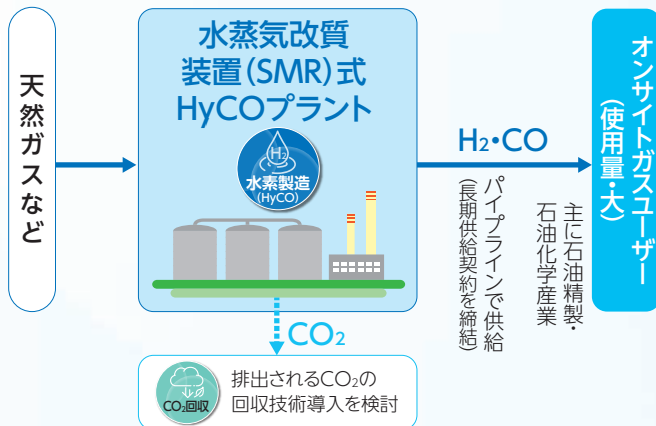 天然ガスなど
水蒸気改質
装置(SMR)式
HyCOプラント
H₂
水素製造
(HyCO)
H₂・CO
パイプラインで供給
(長期供給契約を締結)
主に石油精製・
石油化学産業
オンサイトガスユーザー
(使用量・大)
CO₂
CO₂回収
排出されるCO₂の
回収技術導入を検討